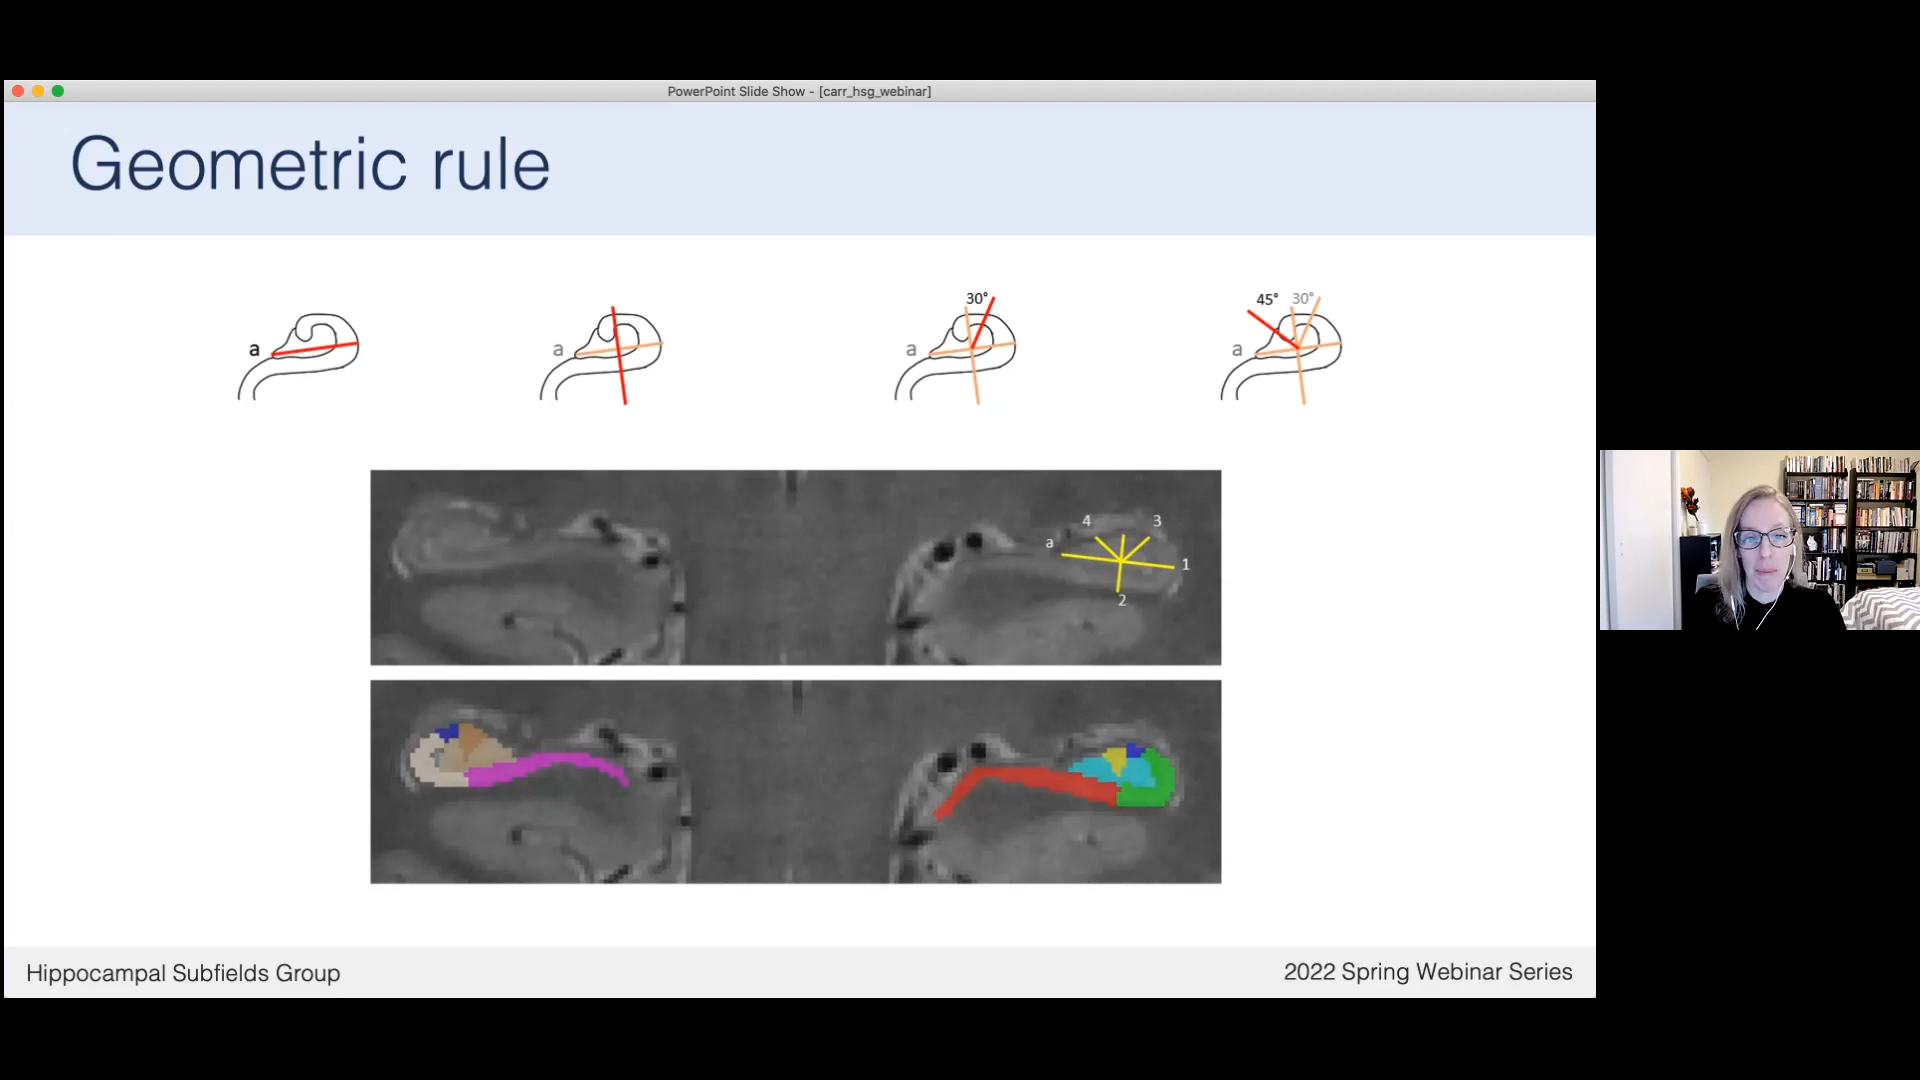 PowerPoint Slide Show - [carr_hsg_webinar]
Geometric rule
a
a
a 30°
a 45° 30°
a 4 3 1 2
Hippocampal Subfields Group
2022 Spring Webinar Series